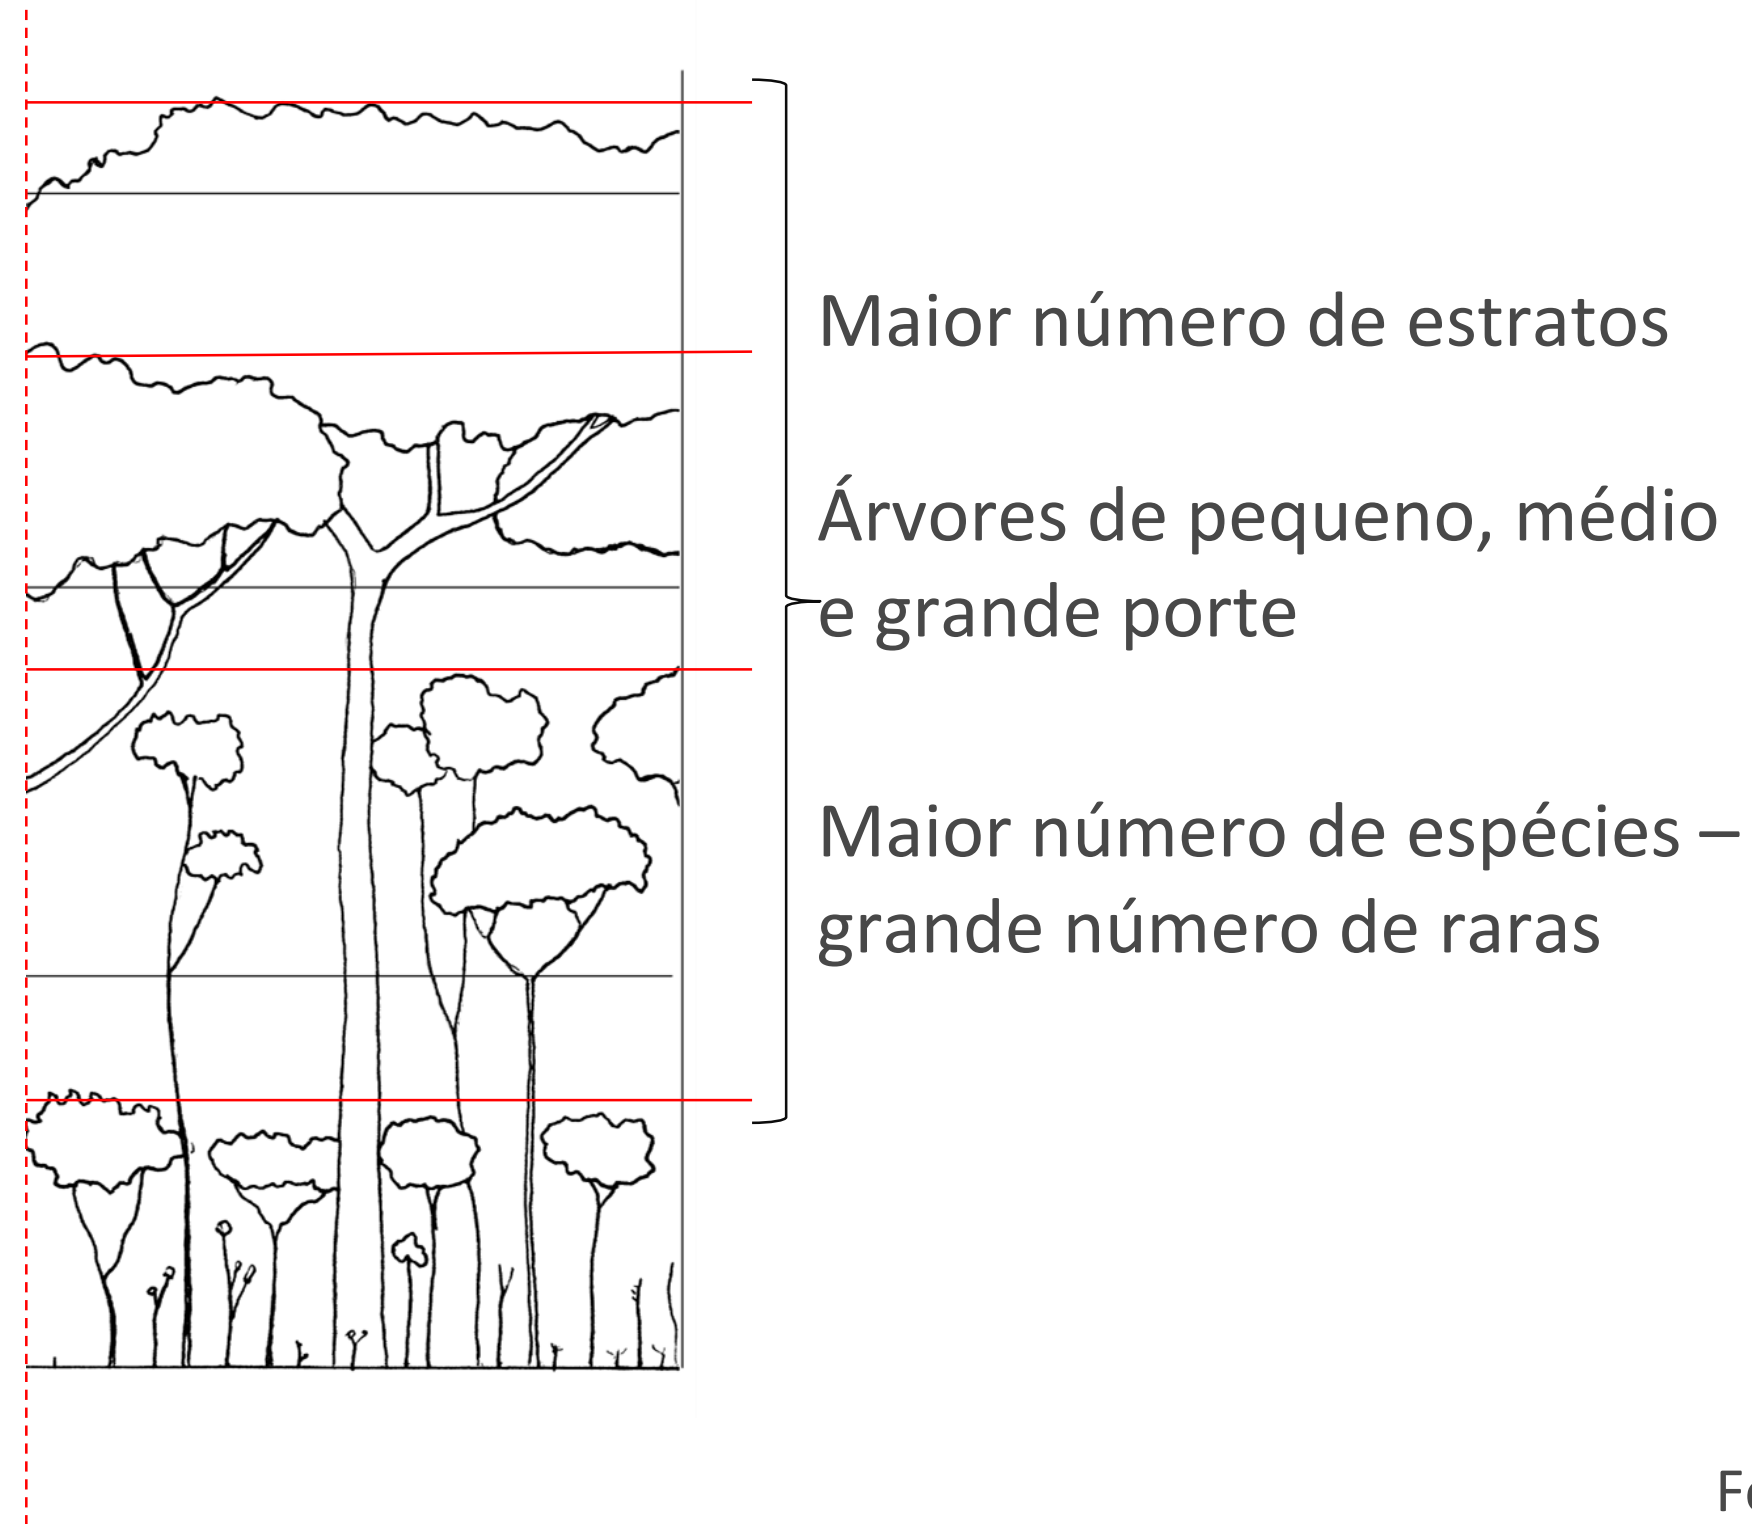 Maior número de estratos
Árvores de pequeno, médio
e grande porte
Maior número de espécies –
grande número de raras